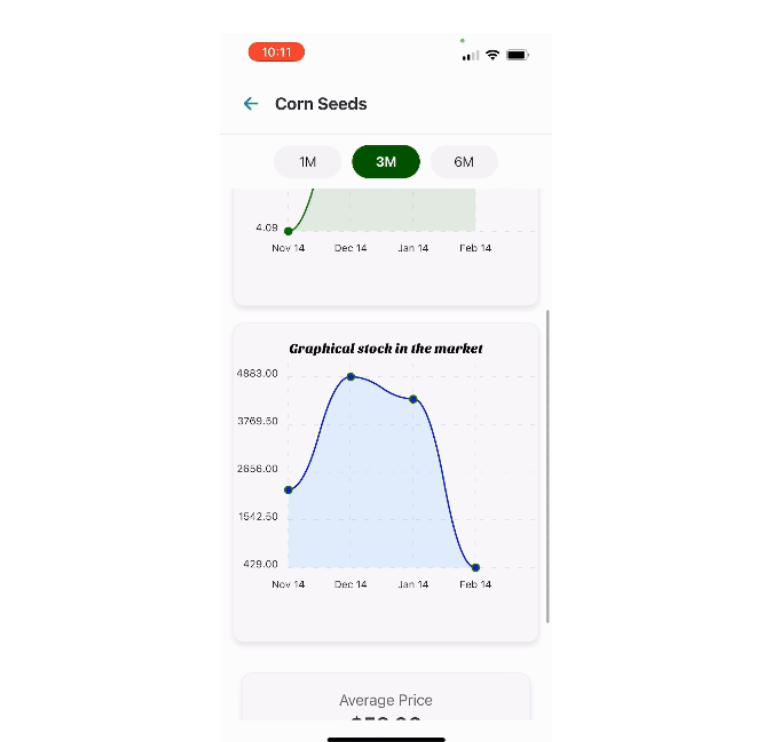 10:11
Corn Seeds
1M 3M 6M
4.09
Nov 14 Dec 14 Jan 14 Feb 14
Graphical stock in the market
4883.00
3769.50
2656.00
1542.50
429.00
Nov 14 Dec 14 Jan 14 Feb 14
Average Price